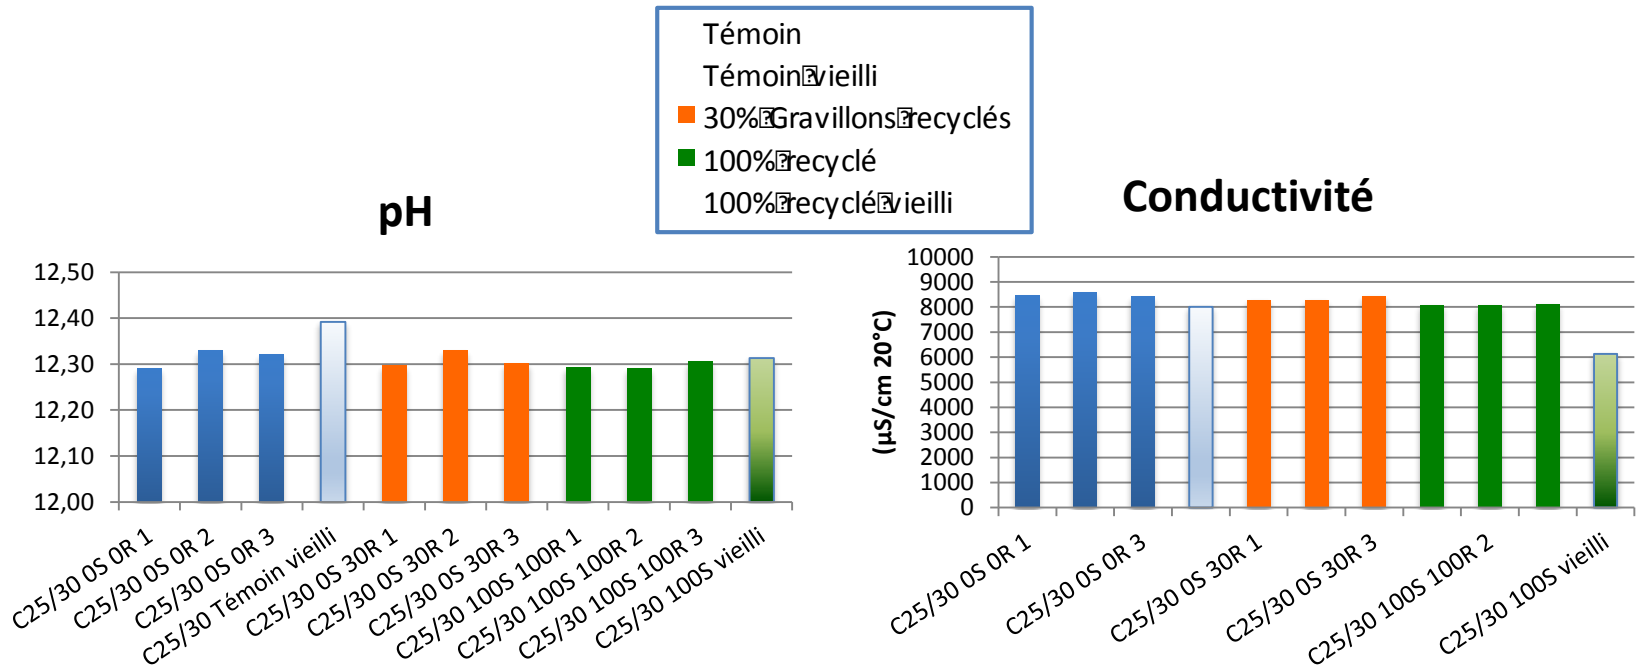 Témoin
Témoin vieilli
30% Gravillons recyclés
100% recyclé
100% recyclé vieilli
pH
12,50
12,40
12,30
12,20
12,10
12,00
C25/30 0S 0R 1
C25/30 0S 0R 2
C25/30 0S 0R 3
C25/30 Témoin vieilli
C25/30 0S 30R 1
C25/30 0S 30R 2
C25/30 0S 30R 3
C25/30 100S 100R 1
C25/30 100S 100R 2
C25/30 100S 100R 3
C25/30 100S vieilli
Conductivité
(µS/cm 20°C)
10000
9000
8000
7000
6000
5000
4000
3000
2000
1000
0
C25/30 0S 0R 1
C25/30 0S 0R 3
C25/30 0S 30R 1
C25/30 0S 30R 3
C25/30 100S 100R 2
C25/30 100S vieilli